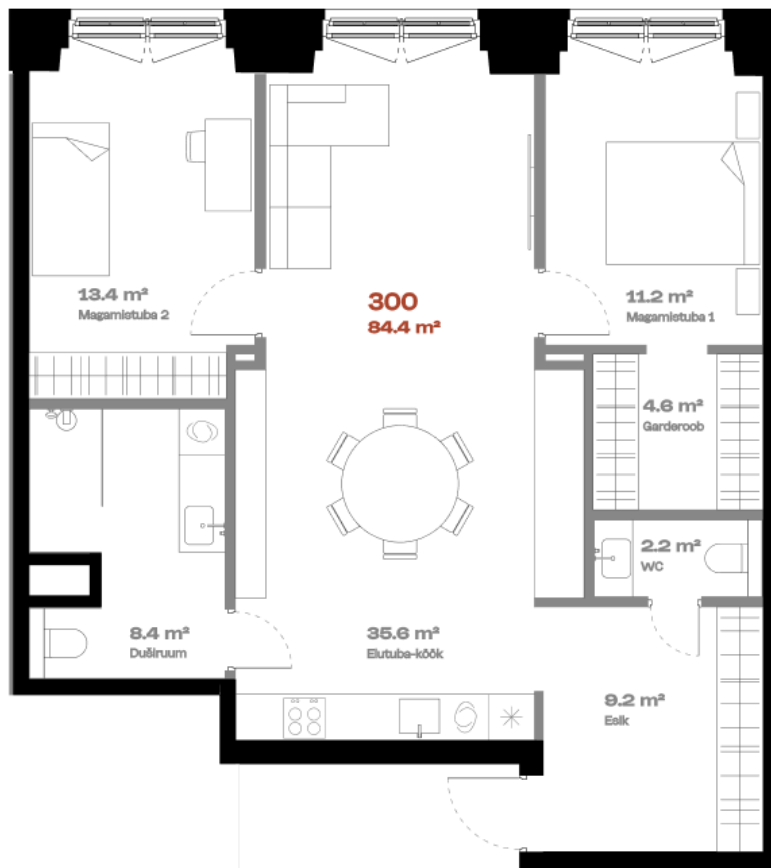 13.4 m²
Magamistuba 2
300
84.4 m²
11.2 m²
Magamistuba 1
4.6 m²
Garderoob
2.2 m²
WC
8.4 m²
Duširuum
35.6 m²
Elutuba-köök
9.2 m²
Esik